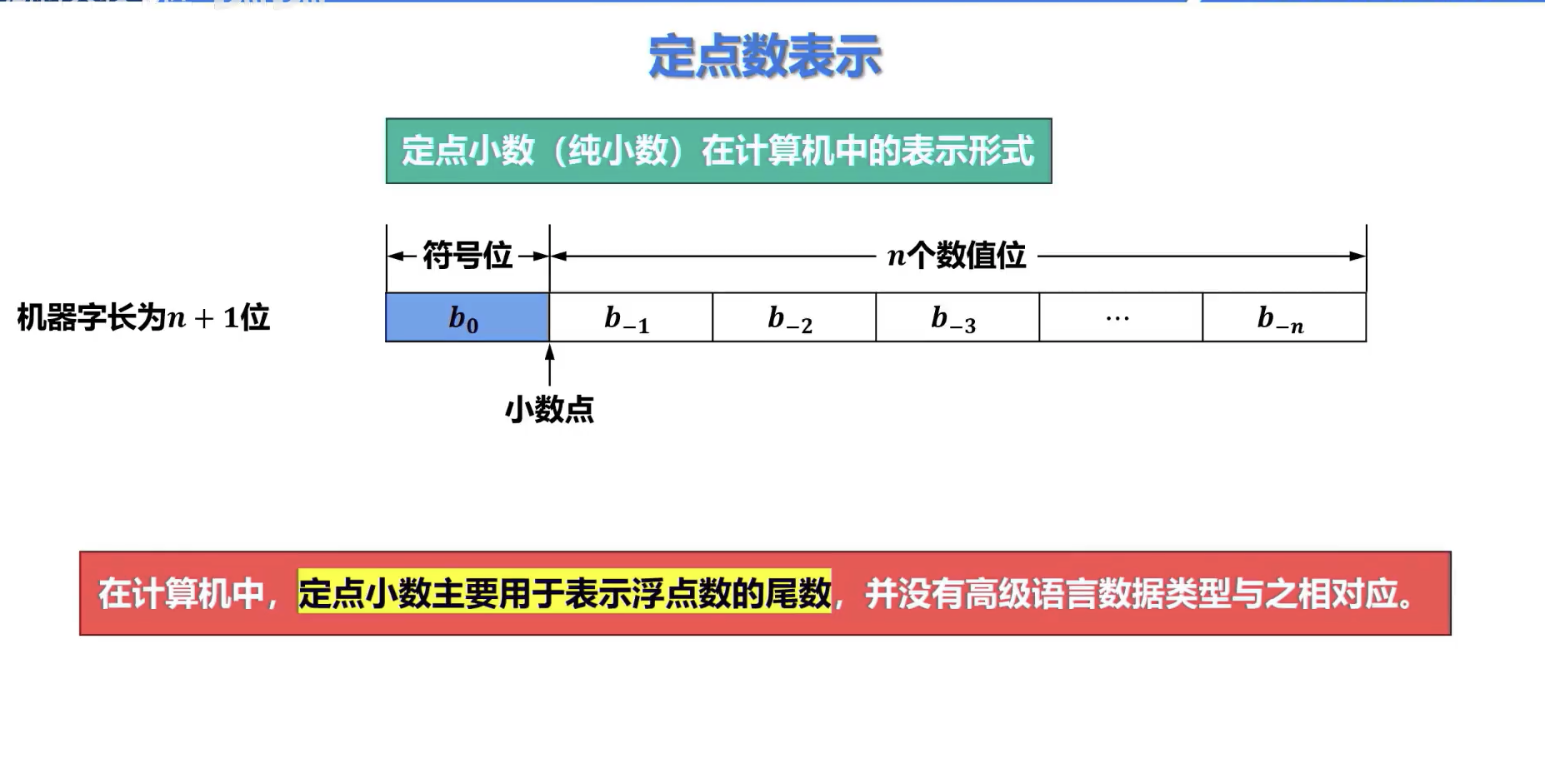 定点数表示
定点小数（纯小数）在计算机中的表示形式
符号位 n个数值位
机器字长为n + 1位 b₀ b₋₁ b₋₂ b₋₃ ⋯ b₋ₙ
小数点
在计算机中，定点小数主要用于表示浮点数的尾数，并没有高级语言数据类型与之相对应。